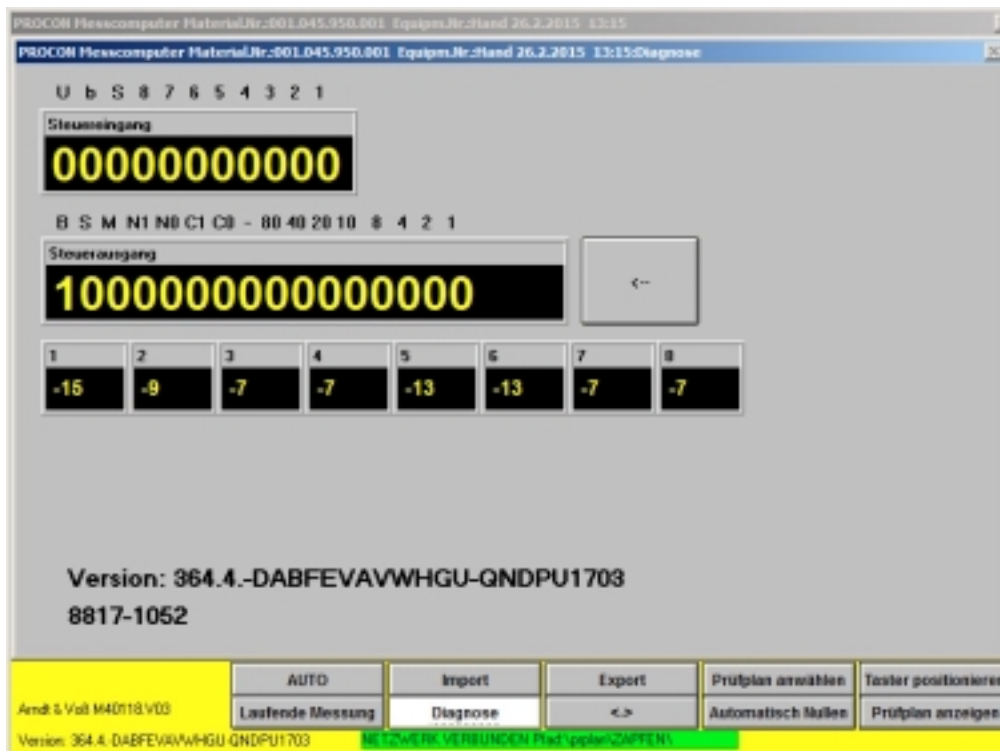 PROCON Messcomputer Material.Nr.:001.045.950.001 Equipm.Nr.:Hand 26.2.2015 13:15
PROCON Messcomputer Material.Nr.:001.045.950.001 Equipm.Nr.:Hand 26.2.2015 13:15:Diagnose
U b S 8 7 6 5 4 3 2 1
Steuereingang
00000000000
B S M N1 N0 C1 C0 - 80 40 20 10 8 4 2 1
Steuerausgang
1000000000000000
<--
1 2 3 4 5 6 7 8
-15 -9 -7 -7 -13 -13 -7 -7
Version: 364.4.-DABFEVAVWHGU-QNDPU1703
8817-1052
AUTO Import Export Prüfplan anwählen Taster positionieren
Arndt & Voß M40118.V03 Laufende Messung Diagnose <.> Automatisch Nullen Prüfplan anzeigen
Version: 364.4.-DABFEVAVWHGU-QNDPU1703 NETZWERK VERBUNDEN Pfad:\pplan\ZAPFEN\